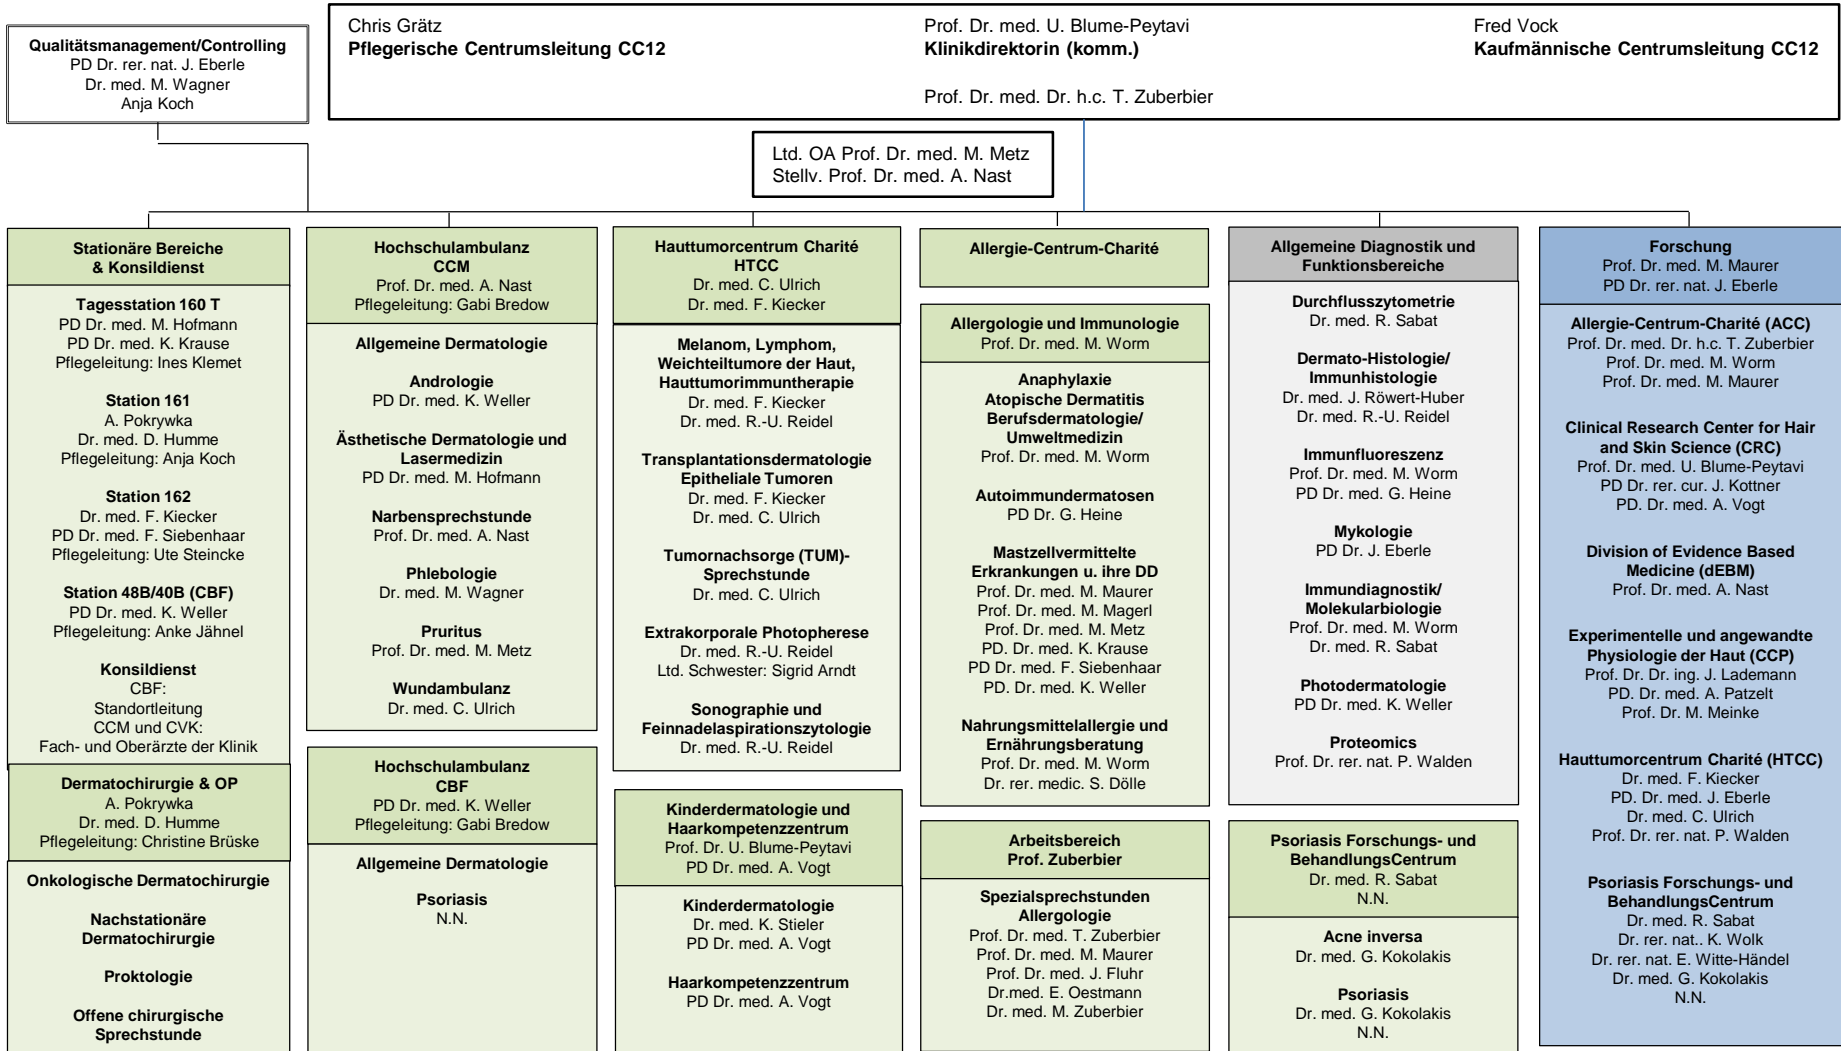 Qualitätsmanagement/Controlling
PD Dr. rer. nat. J. Eberle
Dr. med. M. Wagner
Anja Koch
Chris Grätz
Pflegerische Centrumsleitung CC12
Prof. Dr. med. U. Blume-Peytavi
Klinikdirektorin (komm.)
Prof. Dr. med. Dr. h.c. T. Zuberbier
Fred Vock
Kaufmännische Centrumsleitung CC12
Ltd. OA Prof. Dr. med. M. Metz
Stellv. Prof. Dr. med. A. Nast
Stationäre Bereiche
& Konsildienst
Tagesstation 160 T
PD Dr. med. M. Hofmann
PD Dr. med. K. Krause
Pflegeleitung: Ines Klemet
Station 161
A. Pokrywka
Dr. med. D. Humme
Pflegeleitung: Anja Koch
Station 162
Dr. med. F. Kiecker
PD Dr. med. F. Siebenhaar
Pflegeleitung: Ute Steincke
Station 48B/40B (CBF)
PD Dr. med. K. Weller
Pflegeleitung: Anke Jähnel
Konsildienst
CBF:
Standortleitung
CCM und CVK:
Fach- und Oberärzte der Klinik
Dermatochirurgie & OP
A. Pokrywka
Dr. med. D. Humme
Pflegeleitung: Christine Brüske
Onkologische Dermatochirurgie
Nachstationäre
Dermatochirurgie
Proktologie
Offene chirurgische
Sprechstunde
Hochschulambulanz
CCM
Prof. Dr. med. A. Nast
Pflegeleitung: Gabi Bredow
Allgemeine Dermatologie
Andrologie
PD Dr. med. K. Weller
Ästhetische Dermatologie und
Lasermedizin
PD Dr. med. M. Hofmann
Narbensprechstunde
Prof. Dr. med. A. Nast
Phlebologie
Dr. med. M. Wagner
Pruritus
Prof. Dr. med. M. Metz
Wundambulanz
Dr. med. C. Ulrich
Hochschulambulanz
CBF
PD Dr. med. K. Weller
Pflegeleitung: Gabi Bredow
Allgemeine Dermatologie
Psoriasis
N.N.
Hauttumorcentrum Charité
HTCC
Dr. med. C. Ulrich
Dr. med. F. Kiecker
Melanom, Lymphom,
Weichteiltumore der Haut,
Hauttumorimmuntherapie
Dr. med. F. Kiecker
Dr. med. R.-U. Reidel
Transplantationsdermatologie
Epitheliale Tumoren
Dr. med. F. Kiecker
Dr. med. C. Ulrich
Tumornachsorge (TUM)-
Sprechstunde
Dr. med. C. Ulrich
Extrakorporale Photopherese
Dr. med. R.-U. Reidel
Ltd. Schwester: Sigrid Arndt
Sonographie und
Feinnadelaspirationszytologie
Dr. med. R.-U. Reidel
Kinderdermatologie und
Haarkompetenzzentrum
Prof. Dr. U. Blume-Peytavi
PD Dr. med. A. Vogt
Kinderdermatologie
Dr. med. K. Stieler
PD Dr. med. A. Vogt
Haarkompetenzzentrum
PD Dr. med. A. Vogt
Allergie-Centrum-Charité
Allergologie und Immunologie
Prof. Dr. med. M. Worm
Anaphylaxie
Atopische Dermatitis
Berufsdermatologie/
Umweltmedizin
Prof. Dr. med. M. Worm
Autoimmundermatosen
PD Dr. G. Heine
Mastzellvermittelte
Erkrankungen u. ihre DD
Prof. Dr. med. M. Maurer
Prof. Dr. med. M. Magerl
Prof. Dr. med. M. Metz
PD. Dr. med. K. Krause
PD Dr. med. F. Siebenhaar
PD. Dr. med. K. Weller
Nahrungsmittelallergie und
Ernährungsberatung
Prof. Dr. med. M. Worm
Dr. rer. medic. S. Dölle
Arbeitsbereich
Prof. Zuberbier
Spezialsprechstunden
Allergologie
Prof. Dr. med. T. Zuberbier
Prof. Dr. med. M. Maurer
Prof. Dr. med. J. Fluhr
Dr.med. E. Oestmann
Dr. med. M. Zuberbier
Allgemeine Diagnostik und
Funktionsbereiche
Durchflusszytometrie
Dr. med. R. Sabat
Dermato-Histologie/
Immunhistologie
Dr. med. J. Röwert-Huber
Dr. med. R.-U. Reidel
Immunfluoreszenz
Prof. Dr. med. M. Worm
PD Dr. med. G. Heine
Mykologie
PD Dr. J. Eberle
Immundiagnostik/
Molekularbiologie
Prof. Dr. med. M. Worm
Dr. med. R. Sabat
Photodermatologie
PD Dr. med. K. Weller
Proteomics
Prof. Dr. rer. nat. P. Walden
Psoriasis Forschungs- und
BehandlungsCentrum
Dr. med. R. Sabat
N.N.
Acne inversa
Dr. med. G. Kokolakis
Psoriasis
Dr. med. G. Kokolakis
N.N.
Forschung
Prof. Dr. med. M. Maurer
PD Dr. rer. nat. J. Eberle
Allergie-Centrum-Charité (ACC)
Prof. Dr. med. Dr. h.c. T. Zuberbier
Prof. Dr. med. M. Worm
Prof. Dr. med. M. Maurer
Clinical Research Center for Hair
and Skin Science (CRC)
Prof. Dr. med. U. Blume-Peytavi
PD Dr. rer. cur. J. Kottner
PD. Dr. med. A. Vogt
Division of Evidence Based
Medicine (dEBM)
Prof. Dr. med. A. Nast
Experimentelle und angewandte
Physiologie der Haut (CCP)
Prof. Dr. Dr. ing. J. Lademann
PD. Dr. med. A. Patzelt
Prof. Dr. M. Meinke
Hauttumorcentrum Charité (HTCC)
Dr. med. F. Kiecker
PD. Dr. med. J. Eberle
Dr. med. C. Ulrich
Prof. Dr. rer. nat. P. Walden
Psoriasis Forschungs- und
BehandlungsCentrum
Dr. med. R. Sabat
Dr. rer. nat.. K. Wolk
Dr. rer. nat. E. Witte-Händel
Dr. med. G. Kokolakis
N.N.